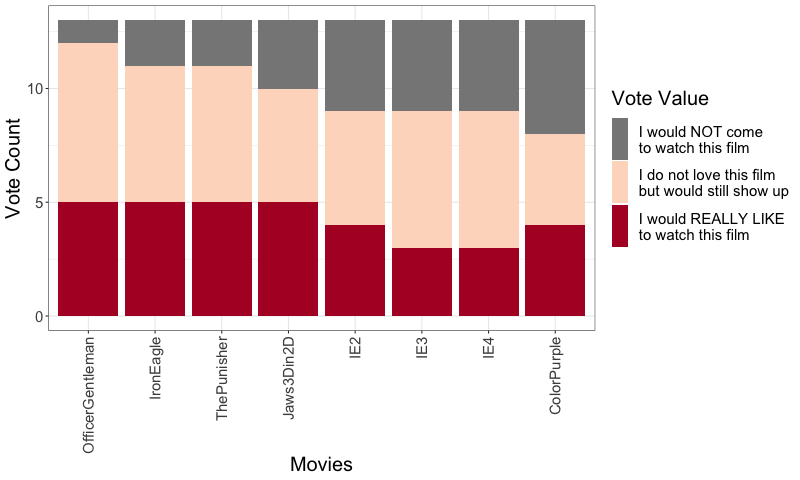 Vote Count
10
5
0
OfficerGentleman
IronEagle
ThePunisher
Jaws3Din2D
IE2
IE3
IE4
ColorPurple
Movies
Vote Value
I would NOT come
to watch this film
I do not love this film
but would still show up
I would REALLY LIKE
to watch this film